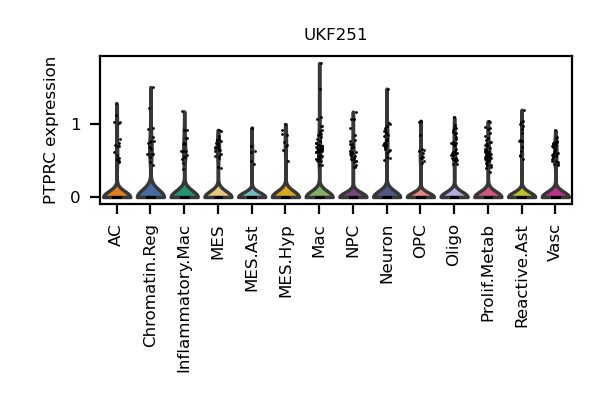 UKF251
PTPRC expression
1
0
AC
Chromatin.Reg
Inflammatory.Mac
MES
MES.Ast
MES.Hyp
Mac
NPC
Neuron
OPC
Oligo
Prolif.Metab
Reactive.Ast
Vasc